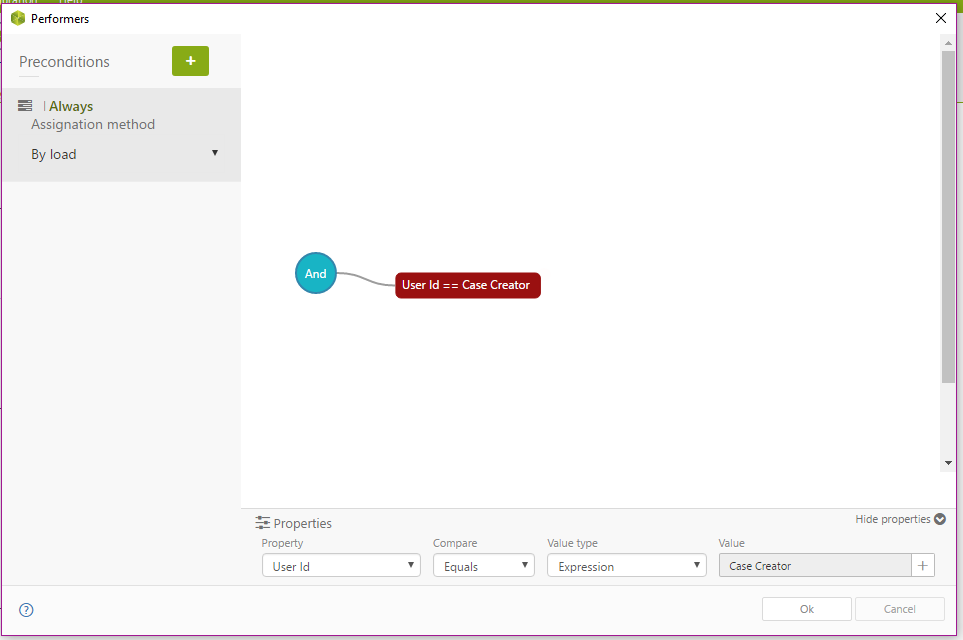 Performers
Preconditions
+
Always
Assignation method
By load
And
User Id == Case Creator
Properties
Hide properties
Property
Compare
Value type
Value
User Id
Equals
Expression
Case Creator
+
?
Ok
Cancel